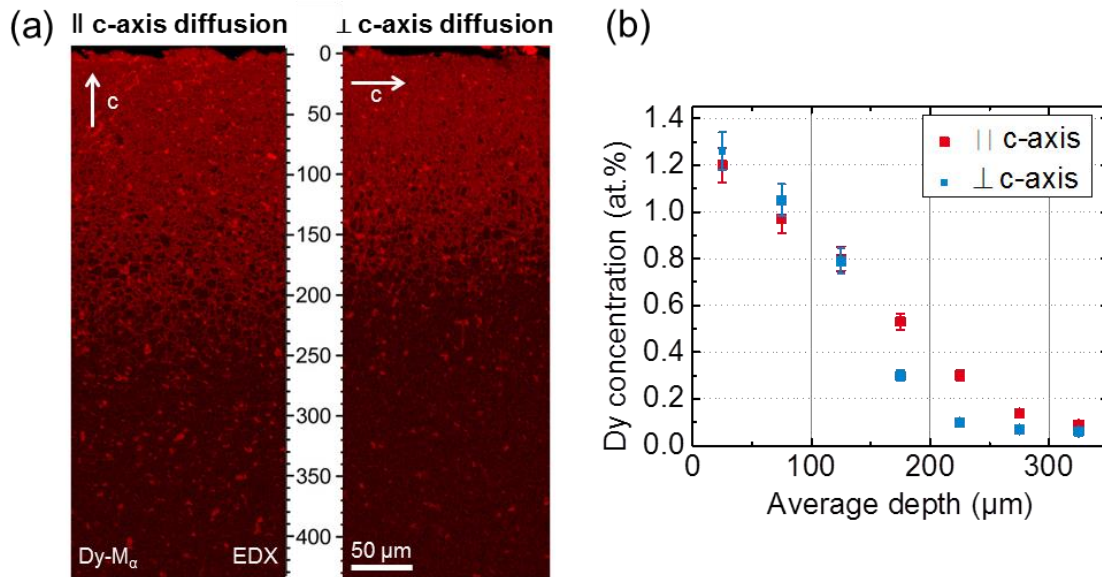 (a)
ǁ c-axis diffusion
⊥ c-axis diffusion
c
c
0
50
100
150
200
250
300
350
400
Dy-Mα
EDX
50 µm
(b)
1.4
1.2
1.0
0.8
0.6
0.4
0.2
0.0
Dy concentration (at.%)
|| c-axis
⊥ c-axis
0
100
200
300
Average depth (µm)